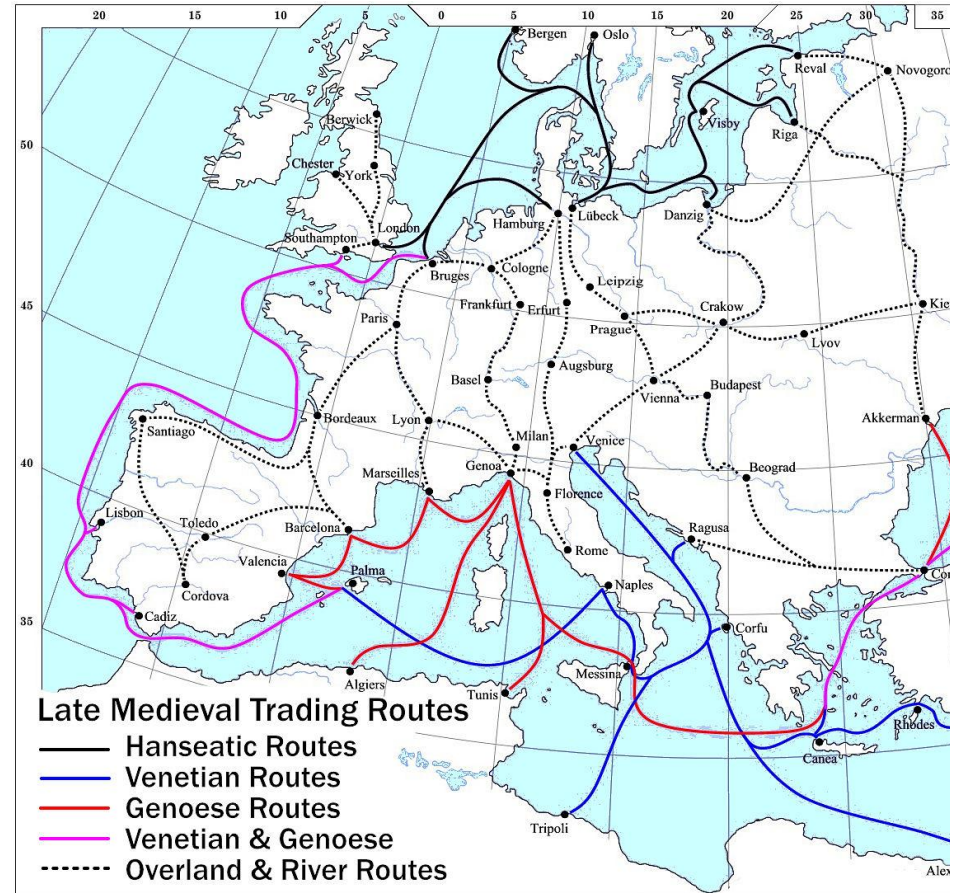 0
5
10
15
20
25
30
35
5
10
15
20
50
45
40
35
Bergen
Oslo
Reval
Novogoro
Berwick
Visby
Riga
Chester
York
Southampton
London
Hamburg
Lübeck
Danzig
Bruges
Cologne
Leipzig
Frankfurt
Erfurt
Crakow
Kie
Paris
Prague
Lvov
Basel
Augsburg
Vienna
Budapest
Bordeaux
Lyon
Milan
Venice
Akkerman
Santiago
Marseilles
Genoa
Beograd
Florence
Lisbon
Toledo
Barcelona
Ragusa
Valencia
Palma
Rome
Con
Cordova
Naples
Cadiz
Corfu
Algiers
Tunis
Messina
Rhodes
Canea
Tripoli
Alex
Late Medieval Trading Routes
Hanseatic Routes
Venetian Routes
Genoese Routes
Venetian & Genoese
Overland & River Routes